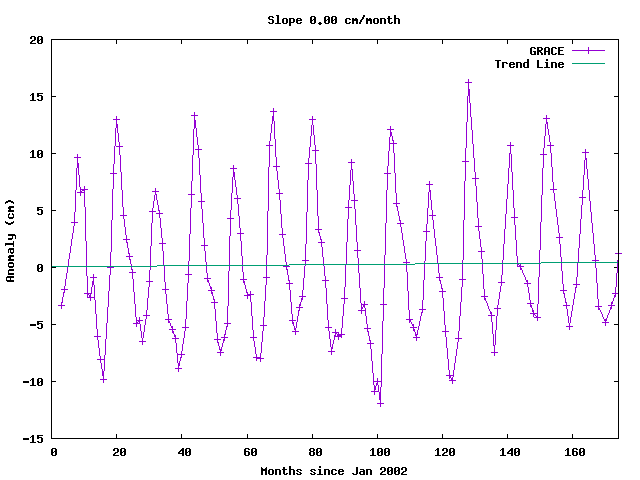 Slope 0.00 cm/month
GRACE
Trend Line
20
15
10
5
0
-5
-10
-15
Anomaly (cm)
0 20 40 60 80 100 120 140 160
Months since Jan 2002